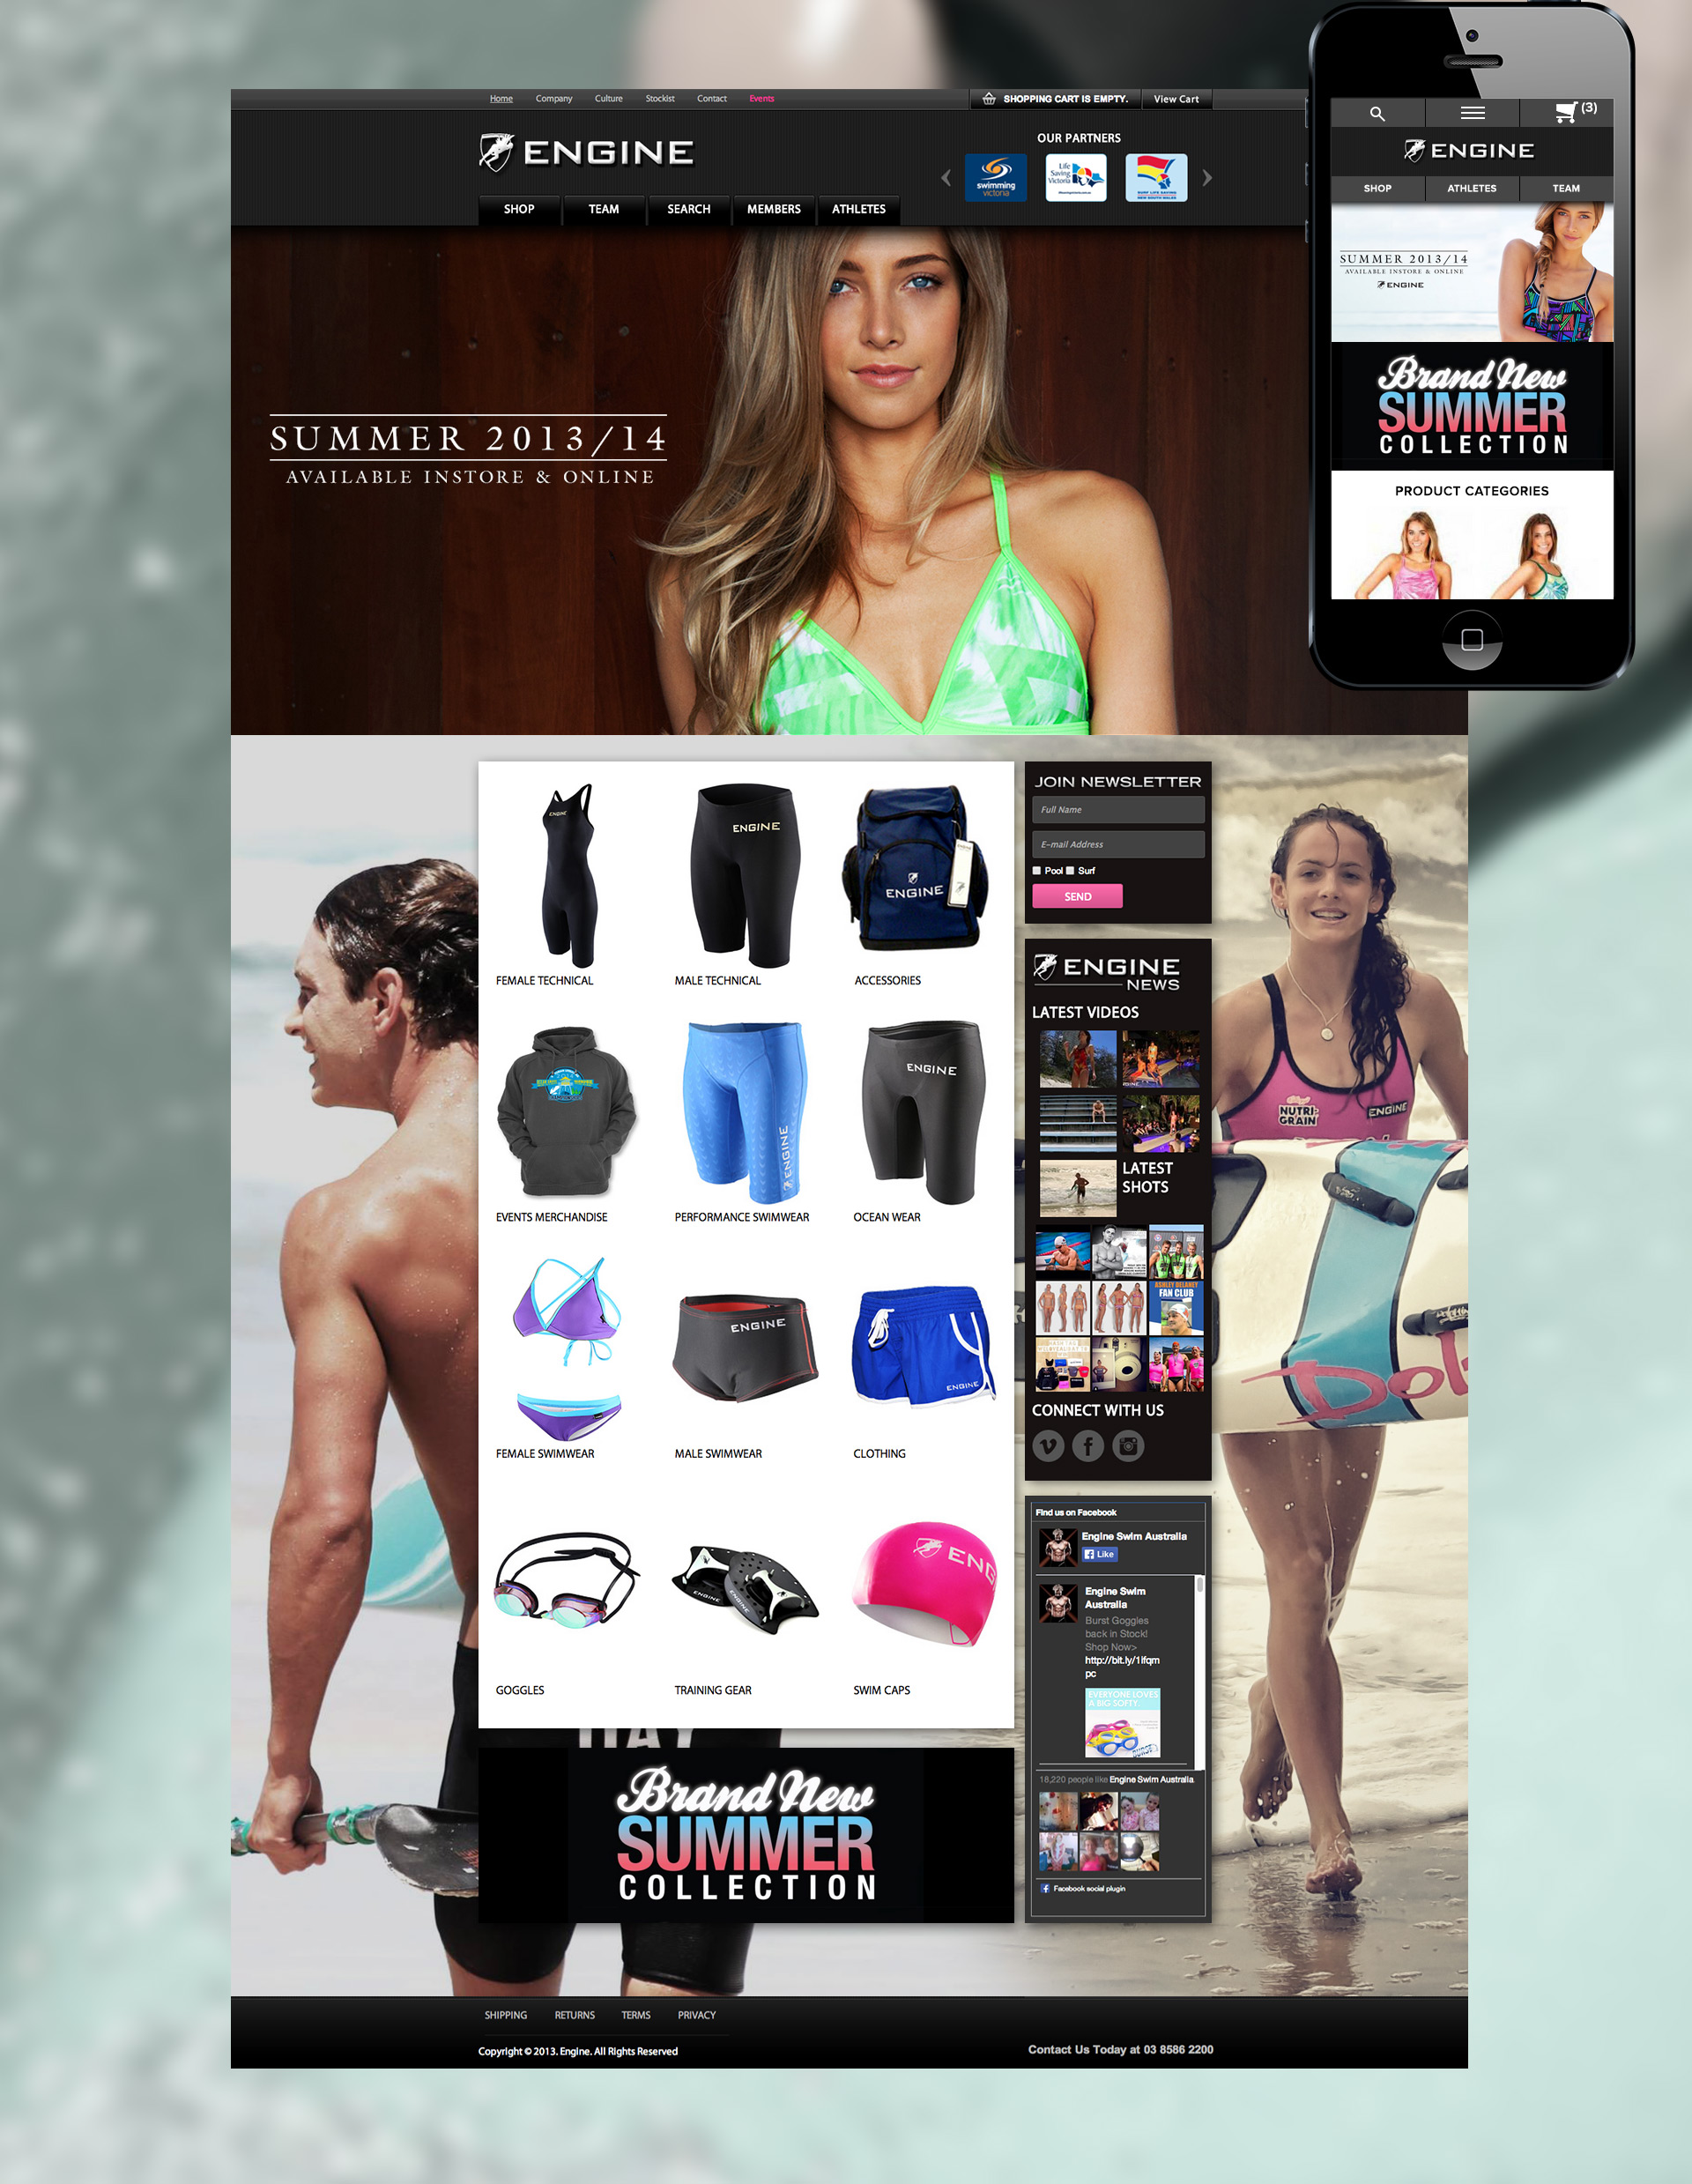 Home Company Culture Stockist Contact Events
SHOPPING CART IS EMPTY. View Cart
ENGINE
OUR PARTNERS
swimming
victoria
Life
Saving
Victoria
SURF LIFE SAVING
NEW SOUTH WALES
SHOP TEAM SEARCH MEMBERS ATHLETES
SUMMER 2013/14
AVAILABLE INSTORE & ONLINE
(3)
ENGINE
SHOP ATHLETES TEAM
SUMMER 2013/14
AVAILABLE INSTORE & ONLINE
ENGINE
Brand New
SUMMER
COLLECTION
PRODUCT CATEGORIES
ENGINE
ENGINE
ENGINE
FEMALE TECHNICAL
MALE TECHNICAL
ACCESSORIES
ENGINE
ENGINE
EVENTS MERCHANDISE
PERFORMANCE SWIMWEAR
OCEAN WEAR
ENGINE
ENGINE
FEMALE SWIMWEAR
MALE SWIMWEAR
CLOTHING
ENGINE
ENGINE
ENG
GOGGLES
TRAINING GEAR
SWIM CAPS
JOIN NEWSLETTER
Full Name
E-mail Address
Pool Surf
SEND
ENGINE
NEWS
LATEST VIDEOS
LATEST
SHOTS
ASHLEY DELANEY
FAN CLUB
CONNECT WITH US
Find us on Facebook
Engine Swim Australia
Like
Engine Swim
Australia
Burst Goggles
back in Stock!
Shop Now>
http://bit.ly/1ifqm
pc
EVERYONE LOVES
A BIG SOFTY
BURST
18,220 people like Engine Swim Australia.
Facebook social plugin
NUTRI-
GRAIN
ENGINE
Dol
DAY
Brand New
SUMMER
COLLECTION
SHIPPING RETURNS TERMS PRIVACY
Copyright © 2013. Engine. All Rights Reserved
Contact Us Today at 03 8586 2200